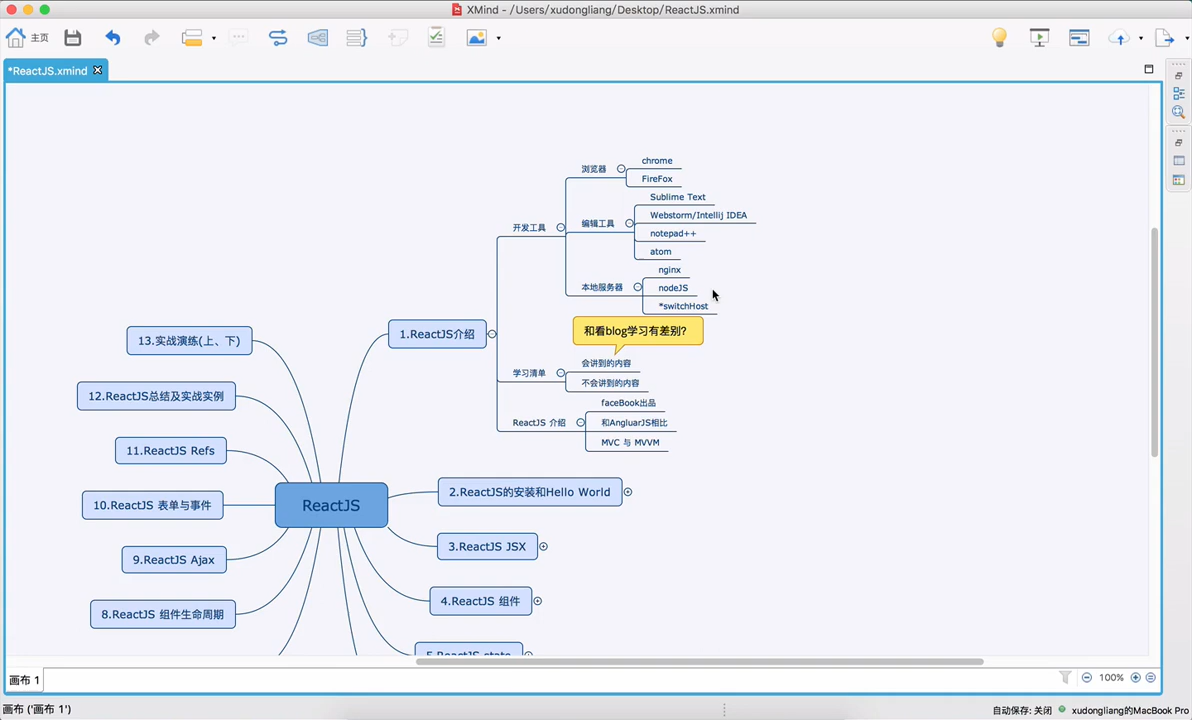 XMind - /Users/xudongliang/Desktop/ReactJS.xmind
主页
*ReactJS.xmind
chrome
浏览器
FireFox
Sublime Text
Webstorm/Intellij IDEA
编辑工具
开发工具
notepad++
atom
nginx
本地服务器
nodeJS
*switchHost
和看blog学习有差别?
1.ReactJS介绍
13.实战演练(上、下)
会讲到的内容
学习清单
不会讲到的内容
12.ReactJS总结及实战实例
faceBook出品
ReactJS 介绍
和AngluarJS相比
MVC 与 MVVM
11.ReactJS Refs
2.ReactJS的安装和Hello World
10.ReactJS 表单与事件
ReactJS
3.ReactJS JSX
9.ReactJS Ajax
4.ReactJS 组件
8.ReactJS 组件生命周期
5.ReactJS state
画布 1
100%
画布 ('画布 1')
自动保存: 关闭
xudongliang的MacBook Pro